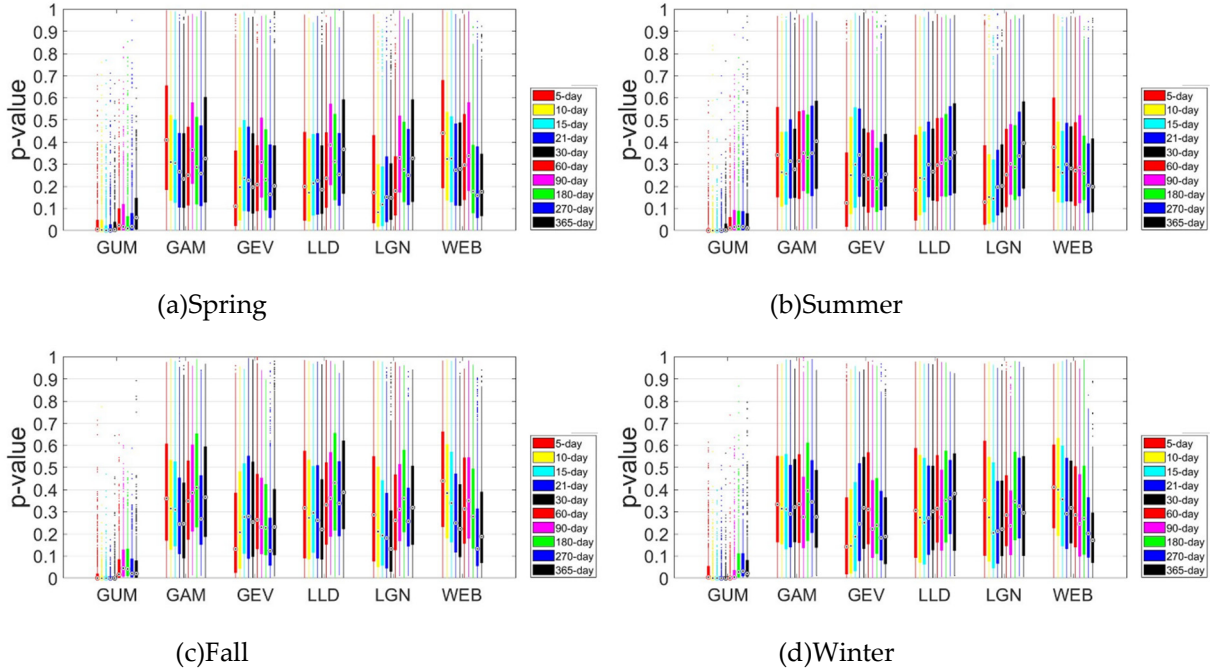 1
0.9
0.8
0.7
0.6
0.5
0.4
0.3
0.2
0.1
0
p-value
GUM GAM GEV LLD LGN WEB
5-day
10-day
15-day
21-day
30-day
60-day
90-day
180-day
270-day
365-day
(a)Spring
1
0.9
0.8
0.7
0.6
0.5
0.4
0.3
0.2
0.1
0
p-value
GUM GAM GEV LLD LGN WEB
5-day
10-day
15-day
21-day
30-day
60-day
90-day
180-day
270-day
365-day
(b)Summer
1
0.9
0.8
0.7
0.6
0.5
0.4
0.3
0.2
0.1
0
p-value
GUM GAM GEV LLD LGN WEB
5-day
10-day
15-day
21-day
30-day
60-day
90-day
180-day
270-day
365-day
(c)Fall
1
0.9
0.8
0.7
0.6
0.5
0.4
0.3
0.2
0.1
0
p-value
GUM GAM GEV LLD LGN WEB
5-day
10-day
15-day
21-day
30-day
60-day
90-day
180-day
270-day
365-day
(d)Winter